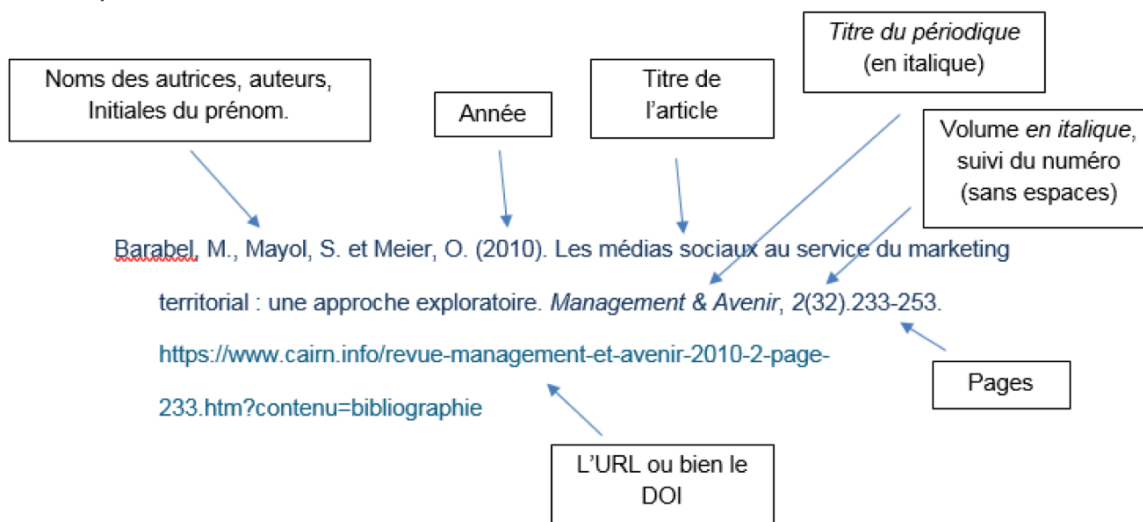 Titre du périodique
(en italique)
Noms des autrices, auteurs,
Initiales du prénom.
Année
Titre de
l'article
Volume en italique,
suivi du numéro
(sans espaces)
Barabel, M., Mayol, S. et Meier, O. (2010). Les médias sociaux au service du marketing
territorial : une approche exploratoire. Management & Avenir, 2(32).233-253.
https://www.cairn.info/revue-management-et-avenir-2010-2-page-
233.htm?contenu=bibliographie
Pages
L'URL ou bien le
DOI